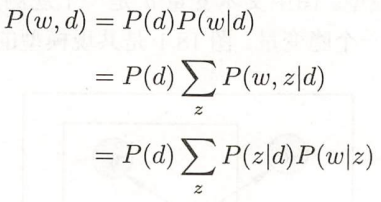 P(w, d) = P(d)P(w|d)
= P(d) ∑_z P(w, z|d)
= P(d) ∑_z P(z|d)P(w|z)